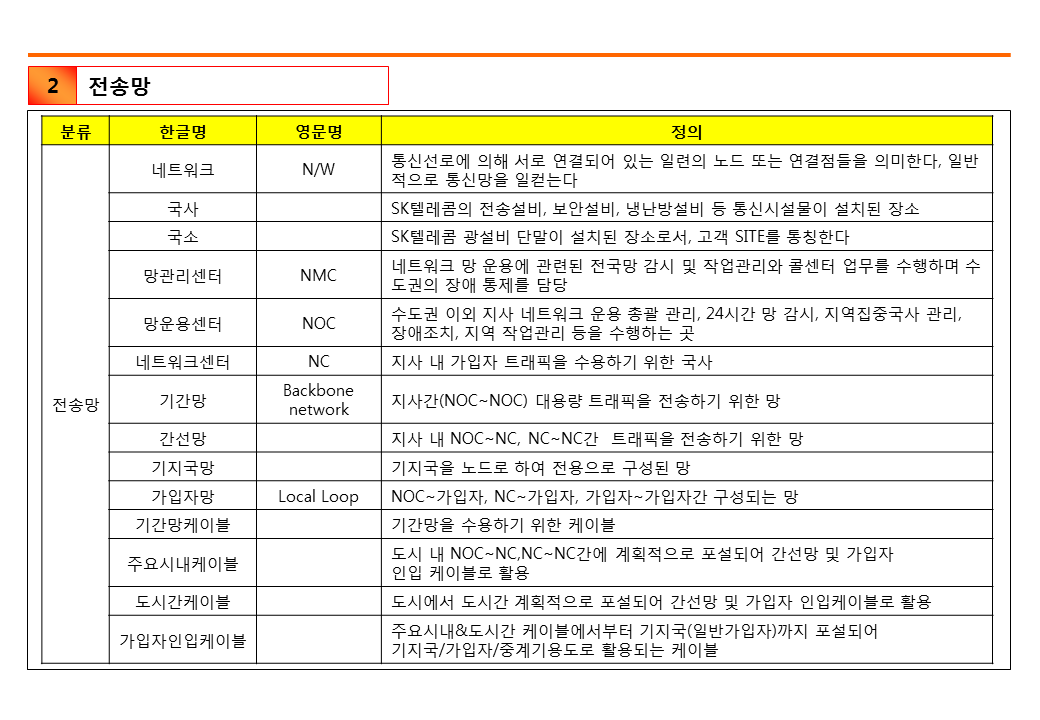 2 전송망
분류 한글명 영문명 정의
전송망
네트워크 N/W 통신선로에 의해 서로 연결되어 있는 일련의 노드 또는 연결점들을 의미한다, 일반
적으로 통신망을 일컫는다
국사 SK텔레콤의 전송설비, 보안설비, 냉난방설비 등 통신시설물이 설치된 장소
국소 SK텔레콤 광설비 단말이 설치된 장소로서, 고객 SITE를 통칭한다
망관리센터 NMC 네트워크 망 운용에 관련된 전국망 감시 및 작업관리와 콜센터 업무를 수행하며 수
도권의 장애 통제를 담당
망운용센터 NOC 수도권 이외 지사 네트워크 운용 총괄 관리, 24시간 망 감시, 지역집중국사 관리,
장애조치, 지역 작업관리 등을 수행하는 곳
네트워크센터 NC 지사 내 가입자 트래픽을 수용하기 위한 국사
기간망 Backbone
network 지사간(NOC~NOC) 대용량 트래픽을 전송하기 위한 망
간선망 지사 내 NOC~NC, NC~NC간 트래픽을 전송하기 위한 망
기지국망 기지국을 노드로 하여 전용으로 구성된 망
가입자망 Local Loop NOC~가입자, NC~가입자, 가입자~가입자간 구성되는 망
기간망케이블 기간망을 수용하기 위한 케이블
주요시내케이블 도시 내 NOC~NC,NC~NC간에 계획적으로 포설되어 간선망 및 가입자
인입 케이블로 활용
도시간케이블 도시에서 도시간 계획적으로 포설되어 간선망 및 가입자 인입케이블로 활용
가입자인입케이블 주요시내&도시간 케이블에서부터 기지국(일반가입자)까지 포설되어
기지국/가입자/중계기용도로 활용되는 케이블